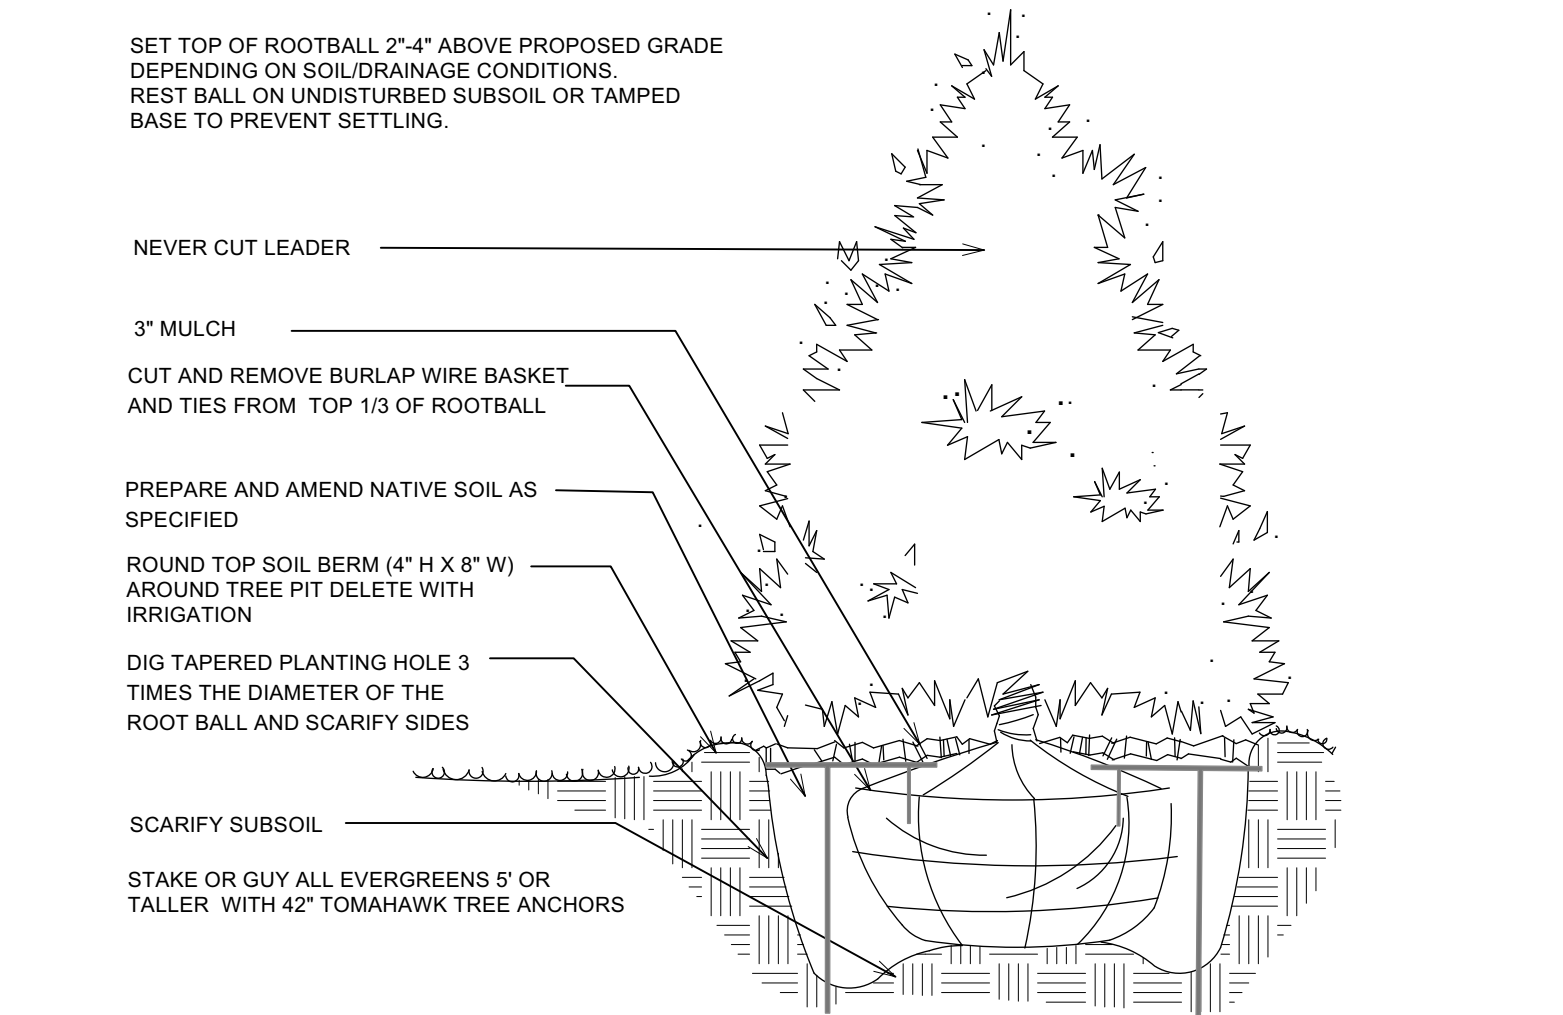 SET TOP OF ROOTBALL 2"-4" ABOVE PROPOSED GRADE
DEPENDING ON SOIL/DRAINAGE CONDITIONS.
REST BALL ON UNDISTURBED SUBSOIL OR TAMPED
BASE TO PREVENT SETTLING.
NEVER CUT LEADER
3" MULCH
CUT AND REMOVE BURLAP WIRE BASKET
AND TIES FROM  TOP 1/3 OF ROOTBALL
PREPARE AND AMEND NATIVE SOIL AS
SPECIFIED
ROUND TOP SOIL BERM (4" H X 8" W)
AROUND TREE PIT DELETE WITH
IRRIGATION
DIG TAPERED PLANTING HOLE 3
TIMES THE DIAMETER OF THE
ROOT BALL AND SCARIFY SIDES
SCARIFY SUBSOIL
STAKE OR GUY ALL EVERGREENS 5' OR
TALLER  WITH 42" TOMAHAWK TREE ANCHORS